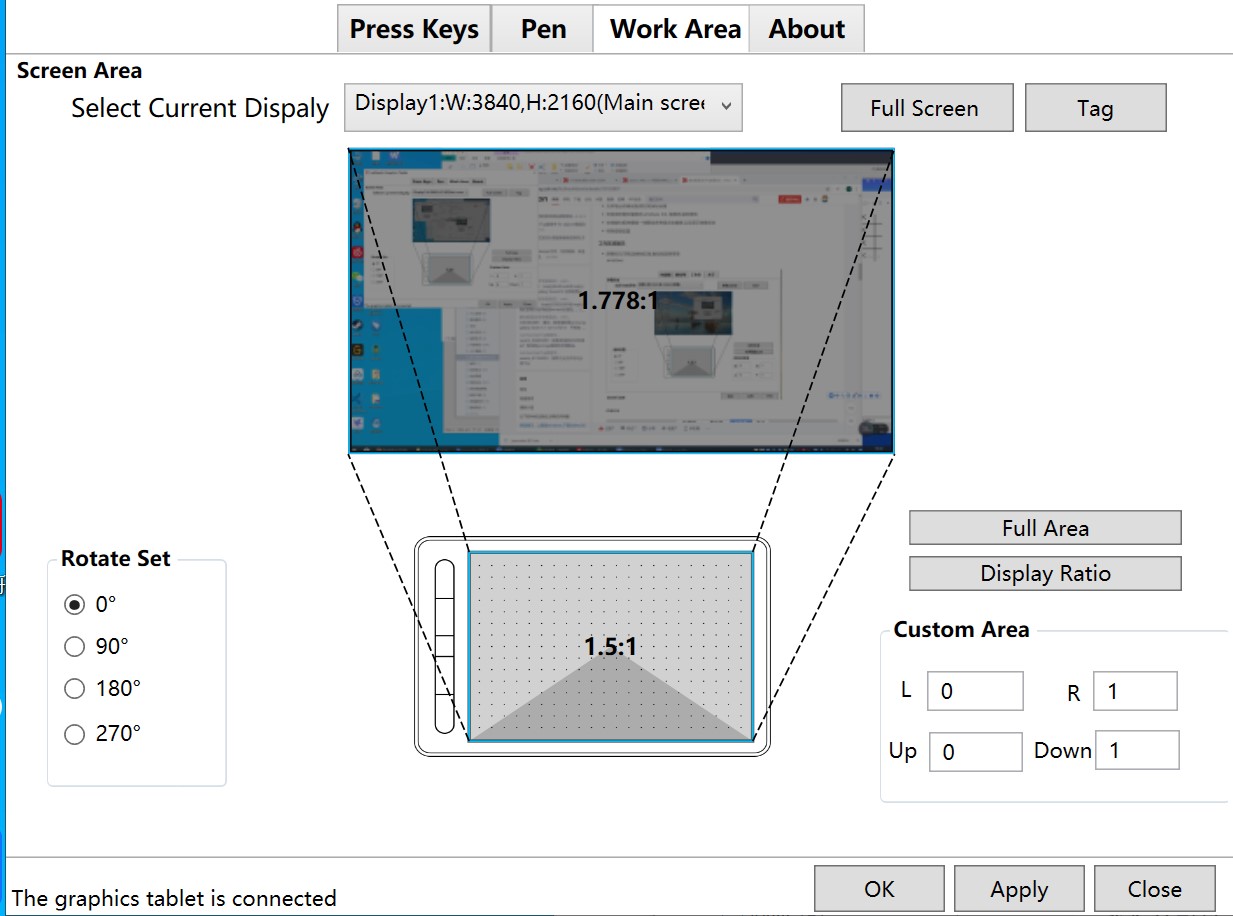 Press Keys Pen Work Area About
Screen Area
Select Current Dispaly Display1:W:3840,H:2160(Main scree Full Screen Tag
1.778:1
Full Area
Rotate Set
Display Ratio
0°
Custom Area
90°
1.5:1
L 0 R 1
180°
270°
Up 0 Down 1
The graphics tablet is connected
OK Apply Close